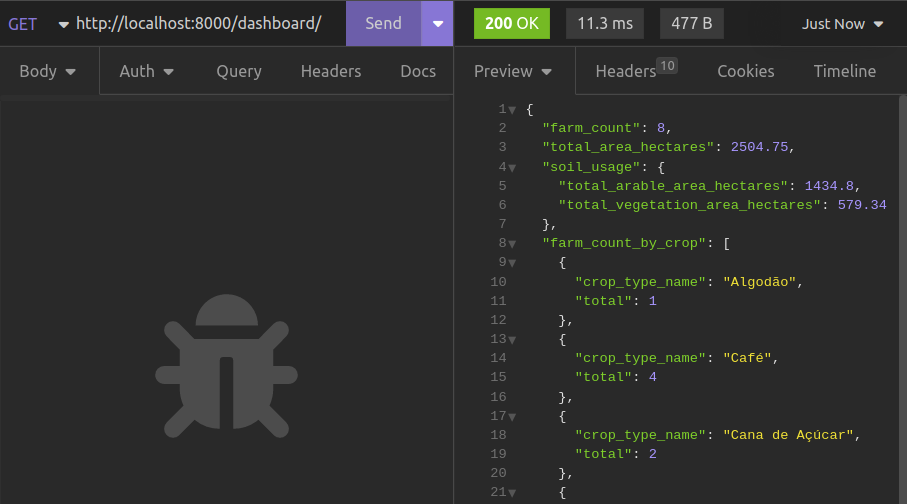 GET http://localhost:8000/dashboard/ Send 200 OK 11.3 ms 477 B Just Now
Body Auth Query Headers Docs Preview Headers 10 Cookies Timeline
1 {
2 "farm_count": 8,
3 "total_area_hectares": 2504.75,
4 "soil_usage": {
5 "total_arable_area_hectares": 1434.8,
6 "total_vegetation_area_hectares": 579.34
7 },
8 "farm_count_by_crop": [
9 {
10 "crop_type_name": "Algodão",
11 "total": 1
12 },
13 {
14 "crop_type_name": "Café",
15 "total": 4
16 },
17 {
18 "crop_type_name": "Cana de Açúcar",
19 "total": 2
20 },
21 {